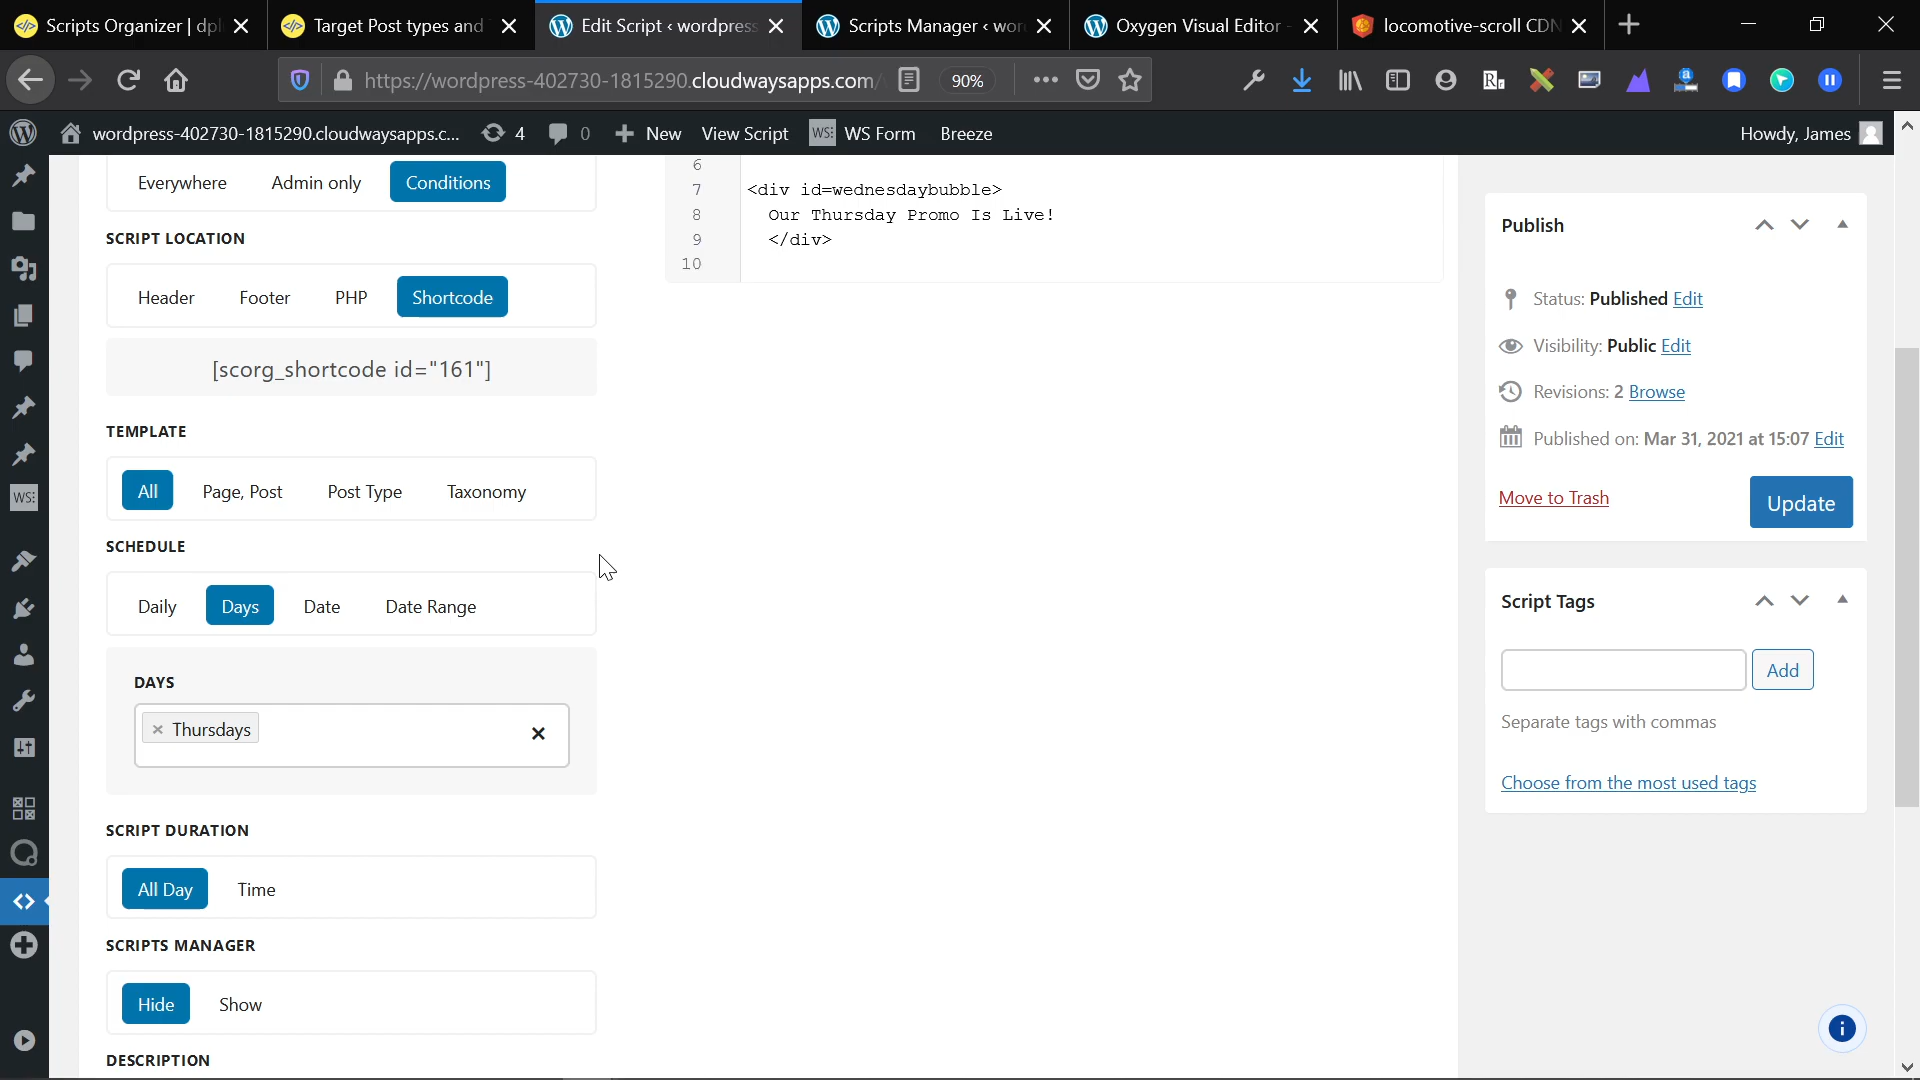 Scripts Organizer | dpl
Target Post types and T
Edit Script ‹ wordpress
Scripts Manager ‹ wor
Oxygen Visual Editor -
locomotive-scroll CDN
https://wordpress-402730-1815290.cloudwaysapps.com/
90%
wordpress-402730-1815290.cloudwaysapps.c...
4
0
New
View Script
WS Form
Breeze
Howdy, James
Everywhere
Admin only
Conditions
SCRIPT LOCATION
Header
Footer
PHP
Shortcode
[scorg_shortcode id="161"]
TEMPLATE
All
Page, Post
Post Type
Taxonomy
SCHEDULE
Daily
Days
Date
Date Range
DAYS
× Thursdays
SCRIPT DURATION
All Day
Time
SCRIPTS MANAGER
Hide
Show
DESCRIPTION
6
7 <div id=wednesdaybubble>
8 Our Thursday Promo Is Live!
9 </div>
10
Publish
Status: Published Edit
Visibility: Public Edit
Revisions: 2 Browse
Published on: Mar 31, 2021 at 15:07 Edit
Move to Trash
Update
Script Tags
Add
Separate tags with commas
Choose from the most used tags